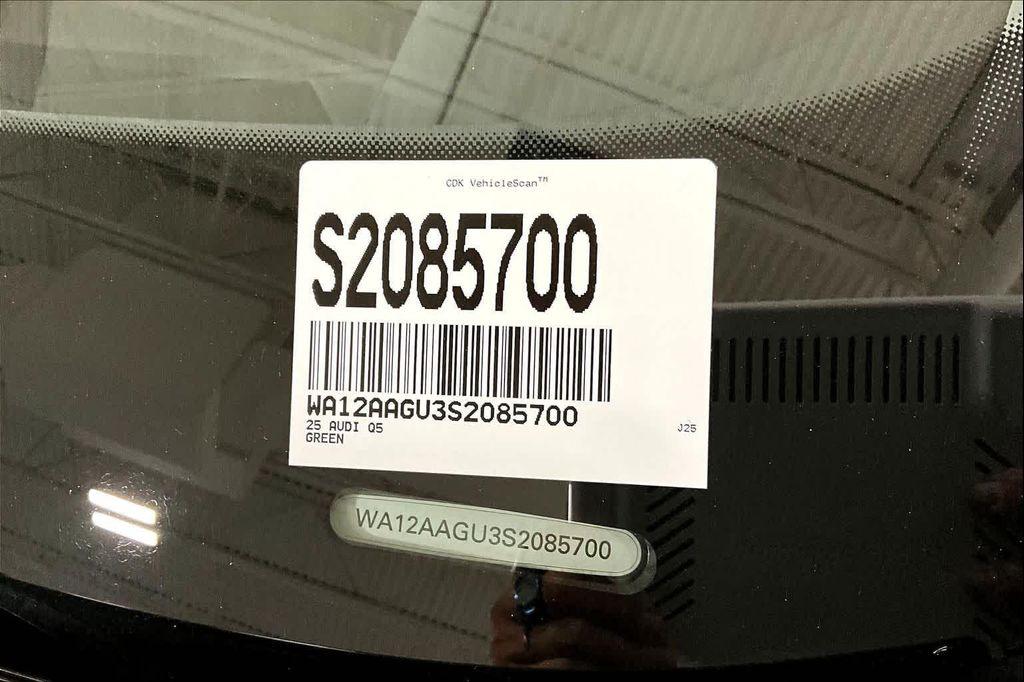 CDK VehicleScan™
S2085700
WA12AAGU3S2085700
25 AUDI Q5
J25
GREEN
WA12AAGU3S2085700